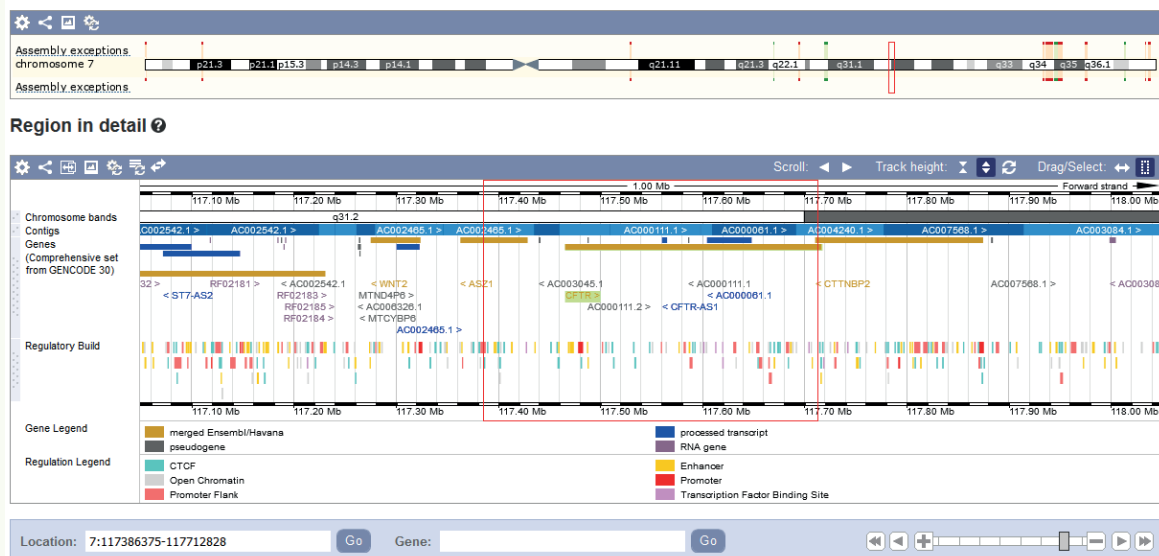 Assembly exceptions
chromosome 7
p21.3 p21.1 p15.3 p14.3 p14.1 q21.11 q21.3 q22.1 q31.1 q33 q34 q35 q36.1
Assembly exceptions
Region in detail
Scroll: Track height: Drag/Select:
1.00 Mb Forward strand
117.10 Mb 117.20 Mb 117.30 Mb 117.40 Mb 117.50 Mb 117.60 Mb 117.70 Mb 117.80 Mb 117.90 Mb 118.00 Mb
Chromosome bands q31.2
Contigs AC002542.1 > AC002542.1 > AC002465.1 > AC002465.1 > AC000111.1 > AC000061.1 > AC004240.1 > AC007568.1 > AC003084.1 >
Genes
(Comprehensive set
from GENCODE 30)
32 > RF02181 > < AC002542.1 < WNT2 < ASZ1 < AC003045.1 < AC000111.1 < CTTNBP2 AC007568.1 > < AC00308
< ST7-AS2 RF02183 > MTND4P6 > CFTR > < AC000061.1
RF02185 > < AC006326.1 AC000111.2 > < CFTR-AS1
RF02184 > < MTCYBP6
AC002465.1 >
Regulatory Build
117.10 Mb 117.20 Mb 117.30 Mb 117.40 Mb 117.50 Mb 117.60 Mb 117.70 Mb 117.80 Mb 117.90 Mb 118.00 Mb
Gene Legend merged Ensembl/Havana processed transcript
pseudogene RNA gene
Regulation Legend CTCF Enhancer
Open Chromatin Promoter
Promoter Flank Transcription Factor Binding Site
Location: 7:117386375-117712828 Go Gene: Go